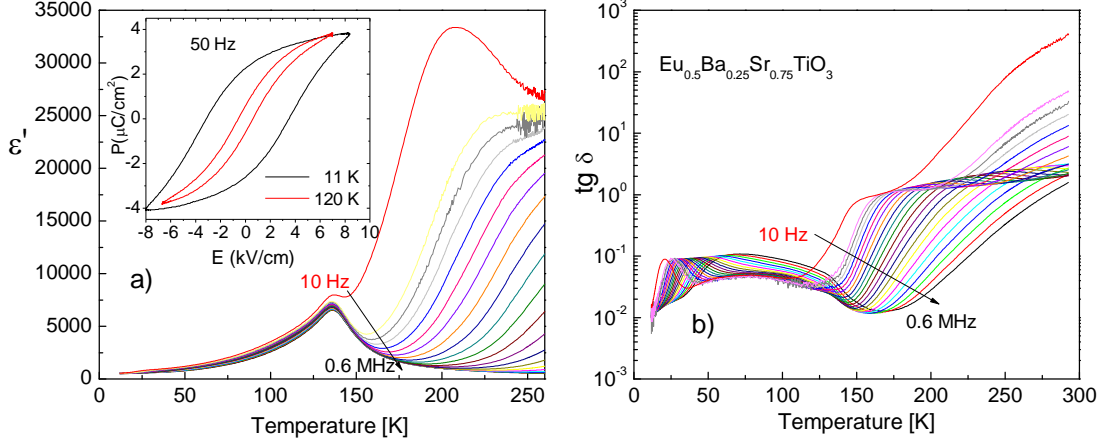 35000
30000
25000
20000
15000
10000
5000
0
ε'
0 50 100 150 200 250
Temperature [K]
a)
10 Hz
0.6 MHz
4
2
0
-2
-4
P(μC/cm²)
-8 -6 -4 -2 0 2 4 6 8 10
E (kV/cm)
50 Hz
11 K
120 K
10⁴
10³
10²
10¹
10⁰
10⁻¹
10⁻²
10⁻³
tg δ
0 50 100 150 200 250 300
Temperature [K]
Eu₀.₅Ba₀.₂₅Sr₀.₇₅TiO₃
10 Hz
0.6 MHz
b)